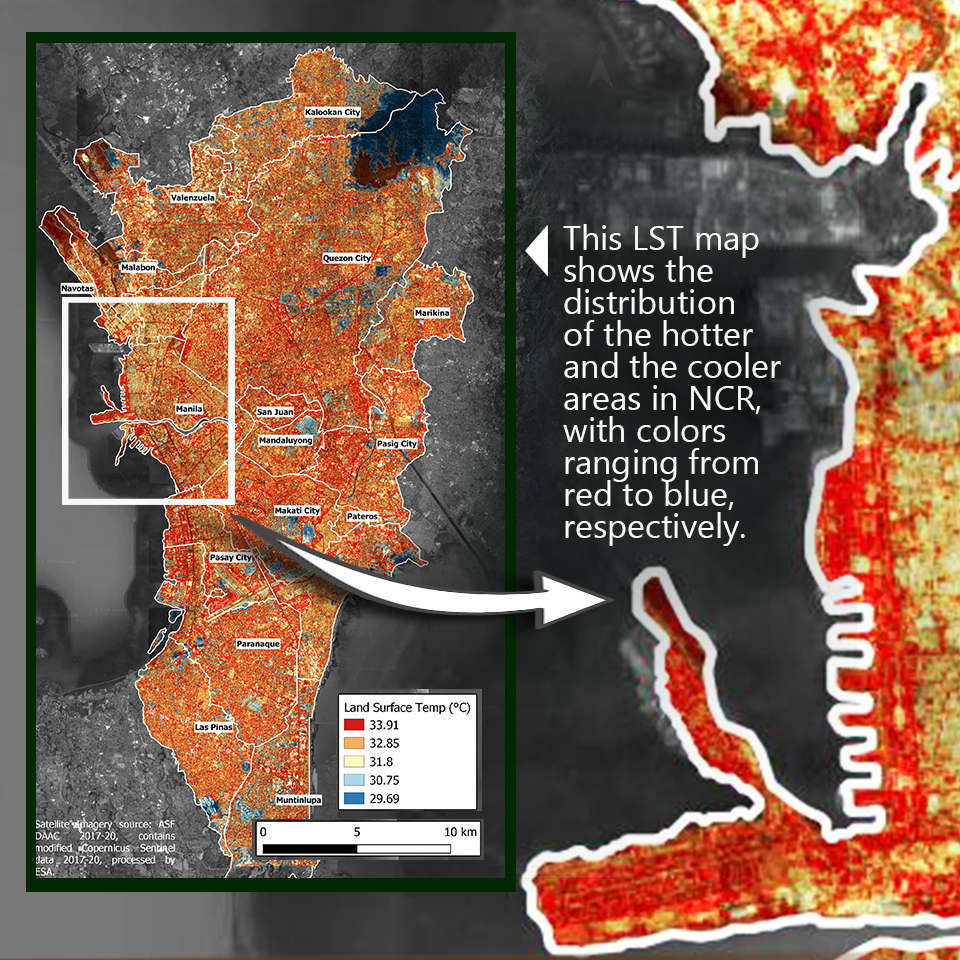 Kalookan City
Valenzuela
Quezon City
Malabon
Navotas
Marikina
Manila
San Juan
Mandaluyong
Pasig City
Makati City
Pateros
Pasay City
Paranaque
Las Pinas
Muntinlupa
This LST map
shows the
distribution
of the hotter
and the cooler
areas in NCR,
with colors
ranging from
red to blue,
respectively.
Land Surface Temp (°C)
33.91
32.85
31.8
30.75
29.69
0 5 10 km
Satellite imagery source: ASF
DAAC 2017-20, contains
modified Copernicus Sentinel
data 2017-20, processed by
ESA.